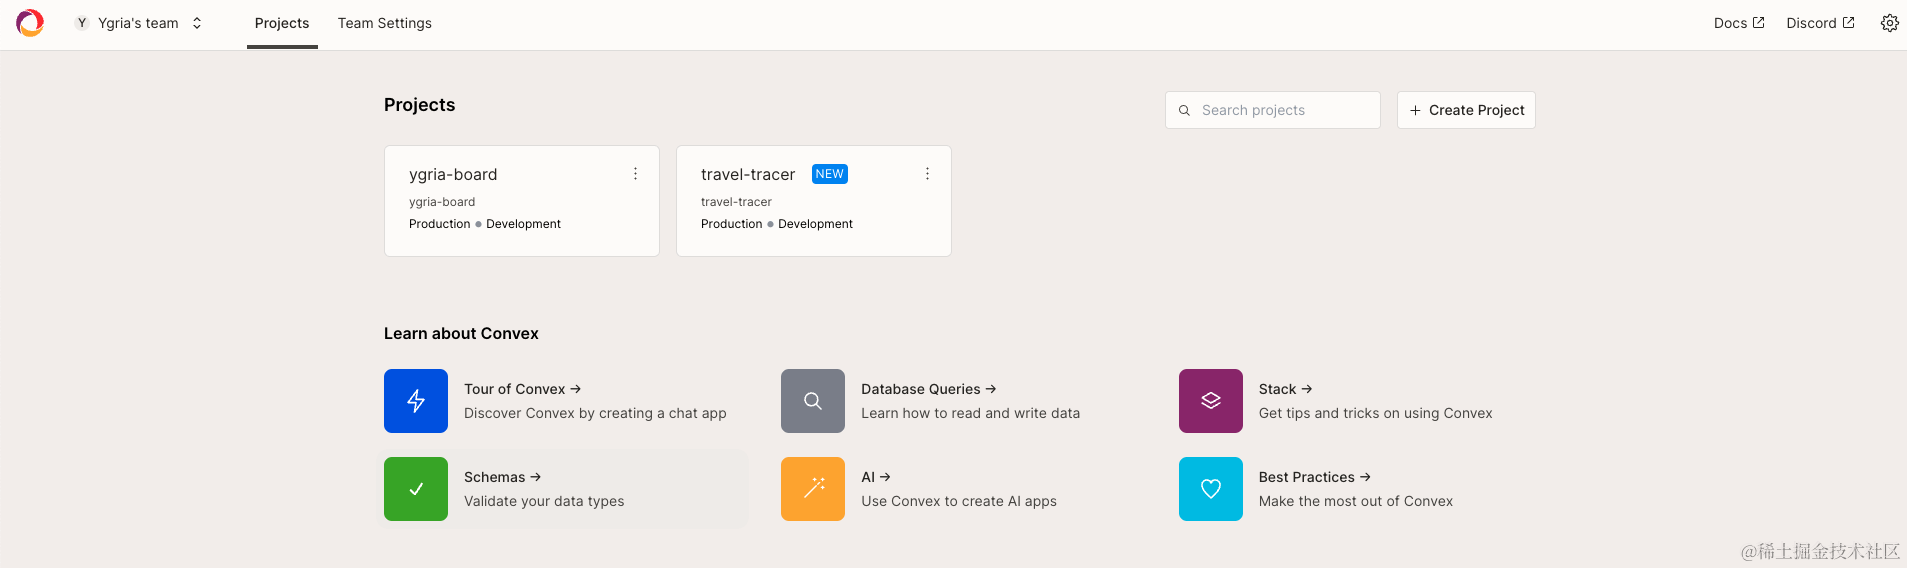 Y Ygria's team Projects Team Settings Docs Discord
Projects
Search projects
+ Create Project
ygria-board
ygria-board
Production Development
travel-tracer NEW
travel-tracer
Production Development
Learn about Convex
Tour of Convex →
Discover Convex by creating a chat app
Database Queries →
Learn how to read and write data
Stack →
Get tips and tricks on using Convex
Schemas →
Validate your data types
AI →
Use Convex to create AI apps
Best Practices →
Make the most out of Convex
@稀土掘金技术社区